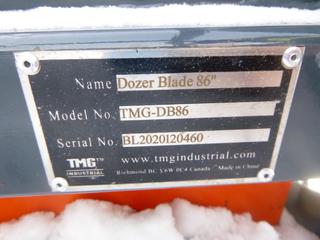 Name Dozer Blade 86"
Model No. TMG-DB86
Serial No. BL2020120460
TMG™ www.tmgindustrial.com
INDUSTRIAL Richmond BC V6W 0C4 Canada Made in China